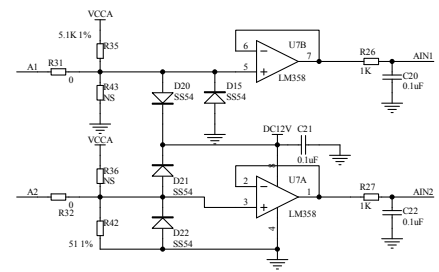 VCCA
5.1K 1%
R35
A1
R31
0
R43
NS
D20
SS54
D15
SS54
6
5
7
U7B
LM358
R26
1K
AIN1
C20
0.1uF
VCCA
DC12V
C21
0.1uF
R36
NS
D21
SS54
A2
R32
0
R42
51 1%
D22
SS54
8
2
3
1
4
U7A
LM358
R27
1K
AIN2
C22
0.1uF